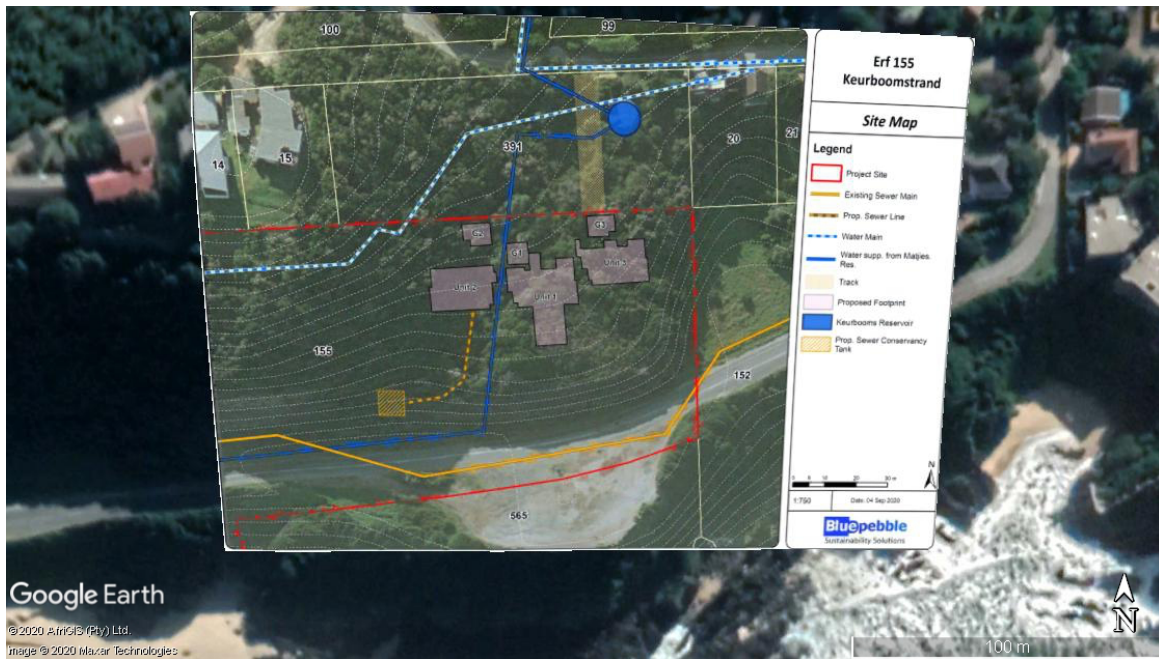 100
99
14
15
391
20
21
G2
G1
G3
Unit 2
Unit 1
Unit 3
155
152
565
Erf 155
Keurboomstrand
Site Map
Legend
Project Site
Existing Sewer Main
Prop. Sewer Line
Water Main
Water supp. from Matjies.
Res.
Track
Proposed Footprint
Keurbooms Reservoir
Prop. Sewer Conservancy
Tank
N
1:750
Date: 04 Sep 2020
Bluepebble
Sustainability Solutions
Google Earth
© 2020 AfriGIS (Pty) Ltd.
Image © 2020 Maxar Technologies
N
100 m